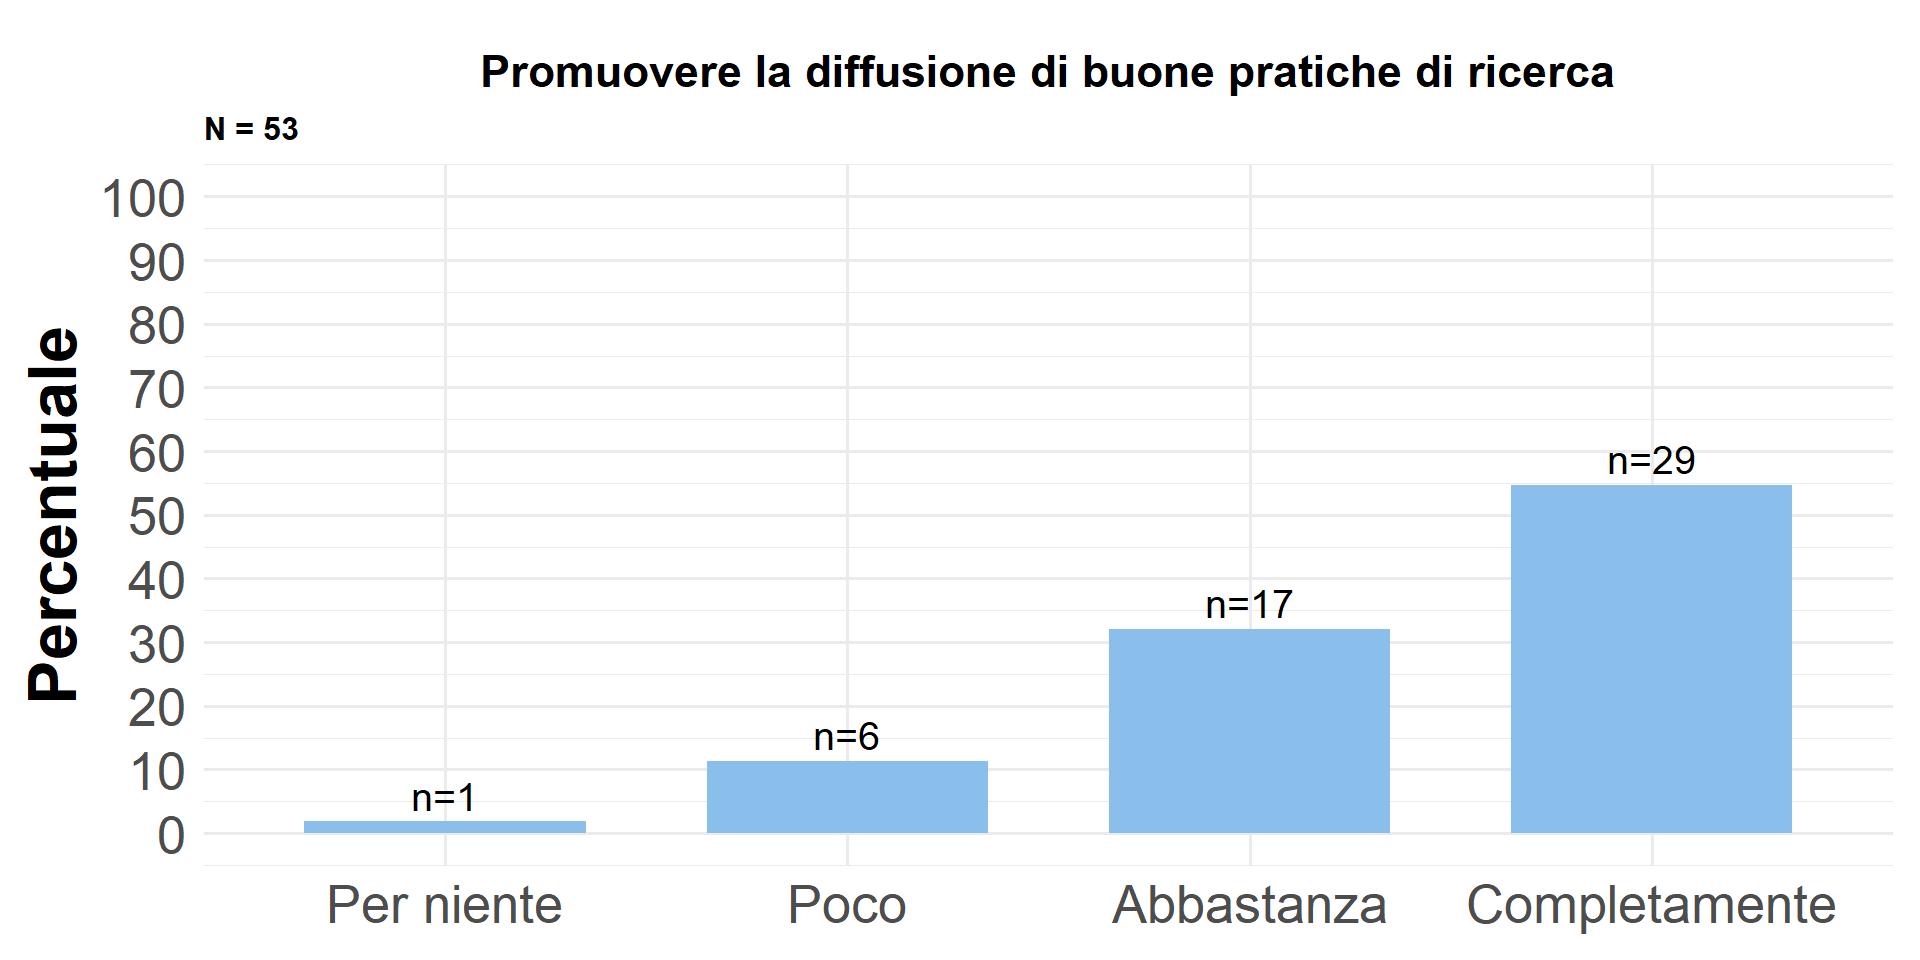 Promuovere la diffusione di buone pratiche di ricerca
N = 53
Percentuale
100
90
80
70
60
50
40
30
20
10
0
n=1
n=6
n=17
n=29
Per niente
Poco
Abbastanza
Completamente